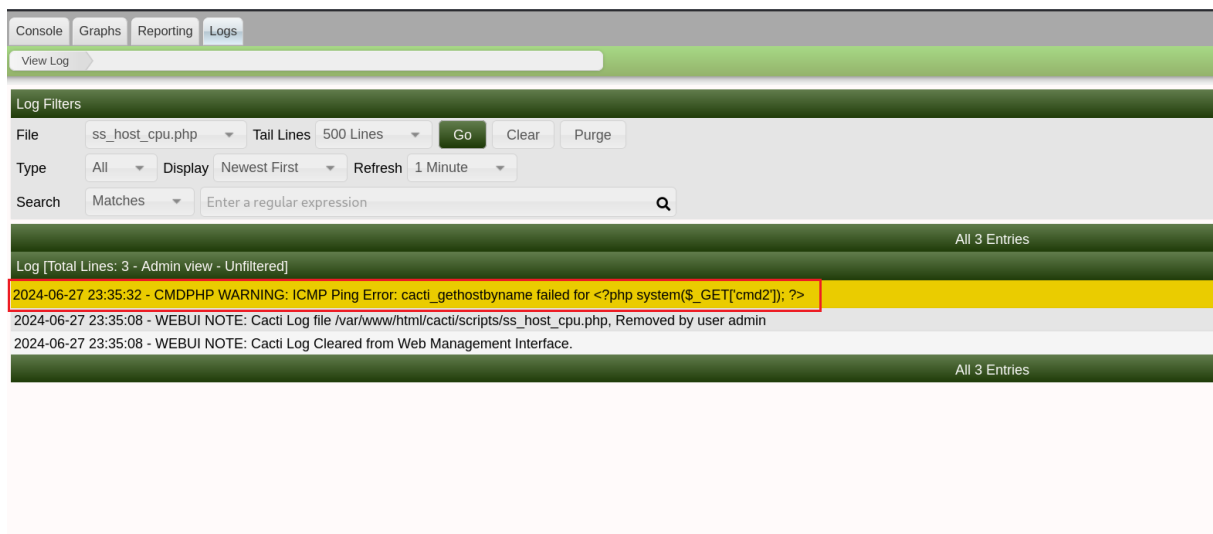 Console Graphs Reporting Logs
View Log
Log Filters
File ss_host_cpu.php Tail Lines 500 Lines Go Clear Purge
Type All Display Newest First Refresh 1 Minute
Search Matches Enter a regular expression
All 3 Entries
Log [Total Lines: 3 - Admin view - Unfiltered]
2024-06-27 23:35:32 - CMDPHP WARNING: ICMP Ping Error: cacti_gethostbyname failed for <?php system($_GET['cmd2']); ?>
2024-06-27 23:35:08 - WEBUI NOTE: Cacti Log file /var/www/html/cacti/scripts/ss_host_cpu.php, Removed by user admin
2024-06-27 23:35:08 - WEBUI NOTE: Cacti Log Cleared from Web Management Interface.
All 3 Entries